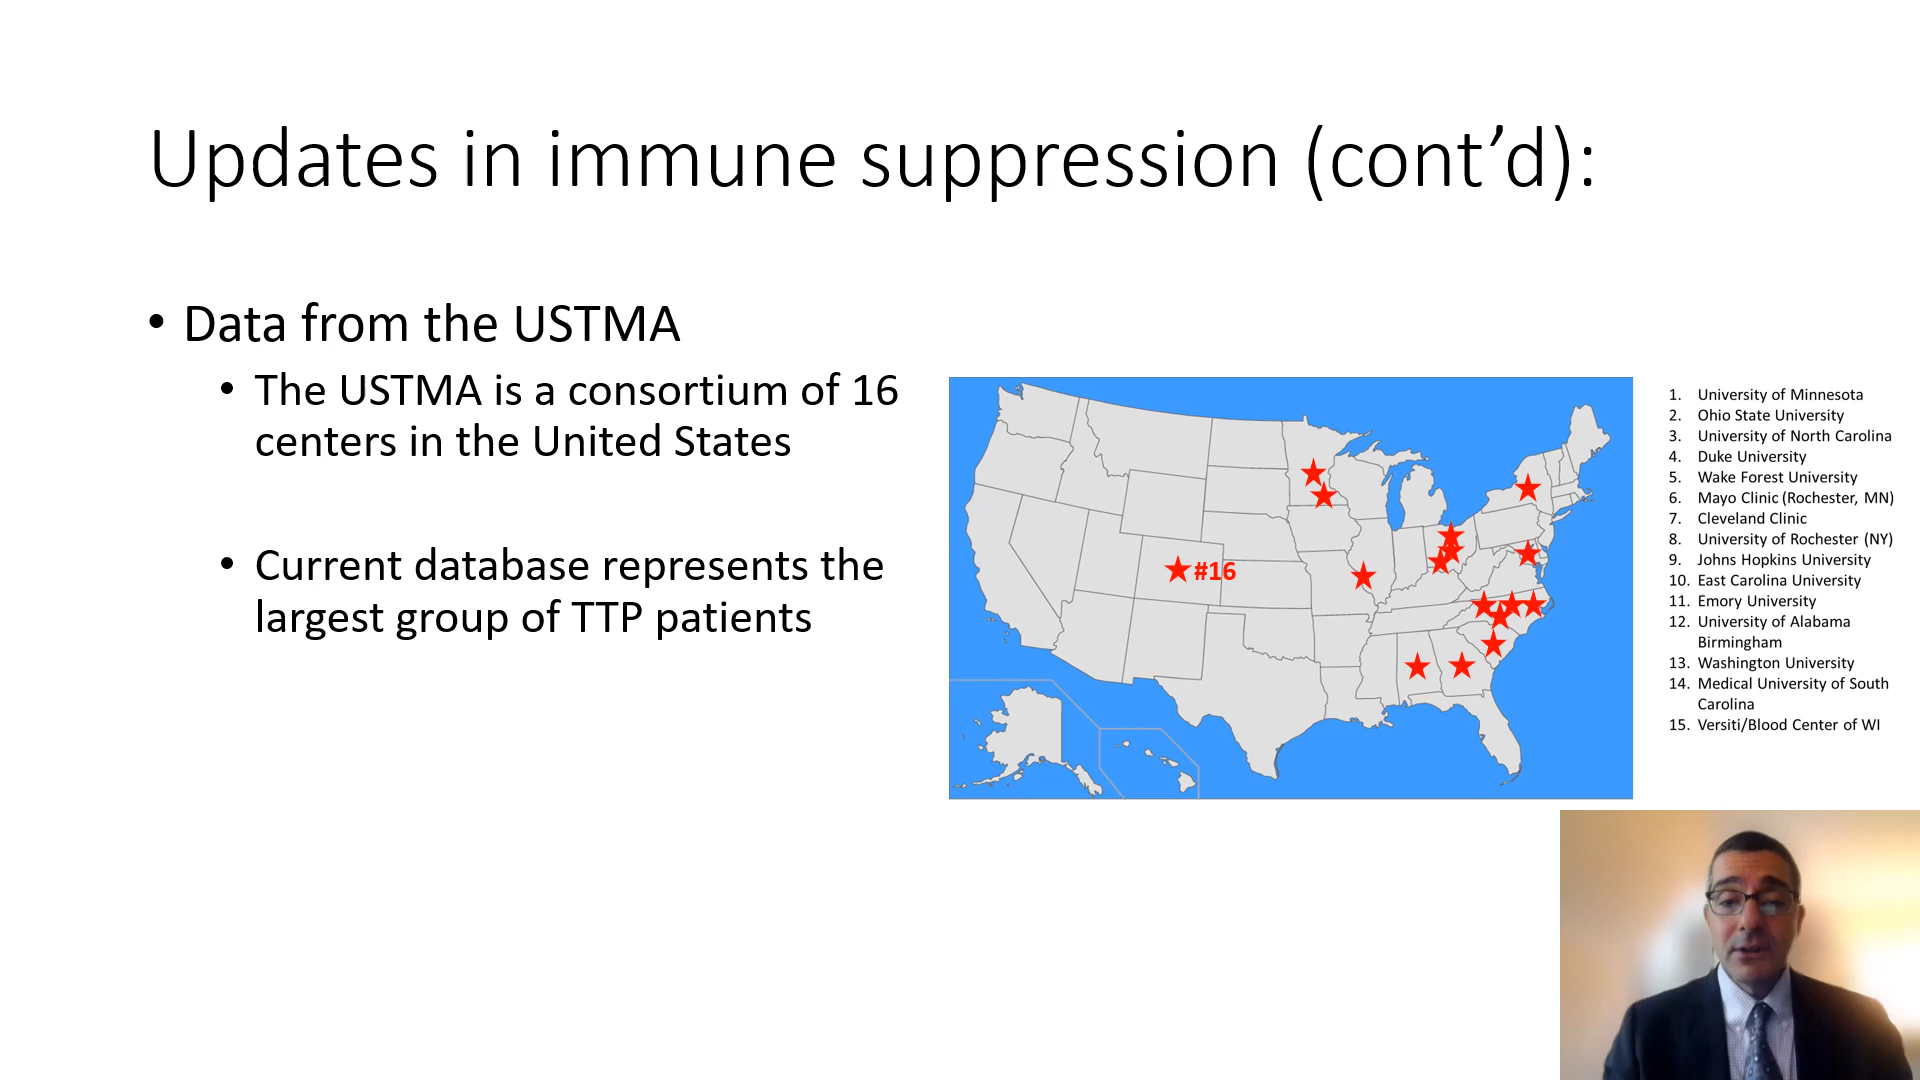 Updates in immune suppression (cont’d):
• Data from the USTMA
• The USTMA is a consortium of 16
centers in the United States
• Current database represents the
largest group of TTP patients
#16
1. University of Minnesota
2. Ohio State University
3. University of North Carolina
4. Duke University
5. Wake Forest University
6. Mayo Clinic (Rochester, MN)
7. Cleveland Clinic
8. University of Rochester (NY)
9. Johns Hopkins University
10. East Carolina University
11. Emory University
12. University of Alabama
Birmingham
13. Washington University
14. Medical University of South
Carolina
15. Versiti/Blood Center of WI